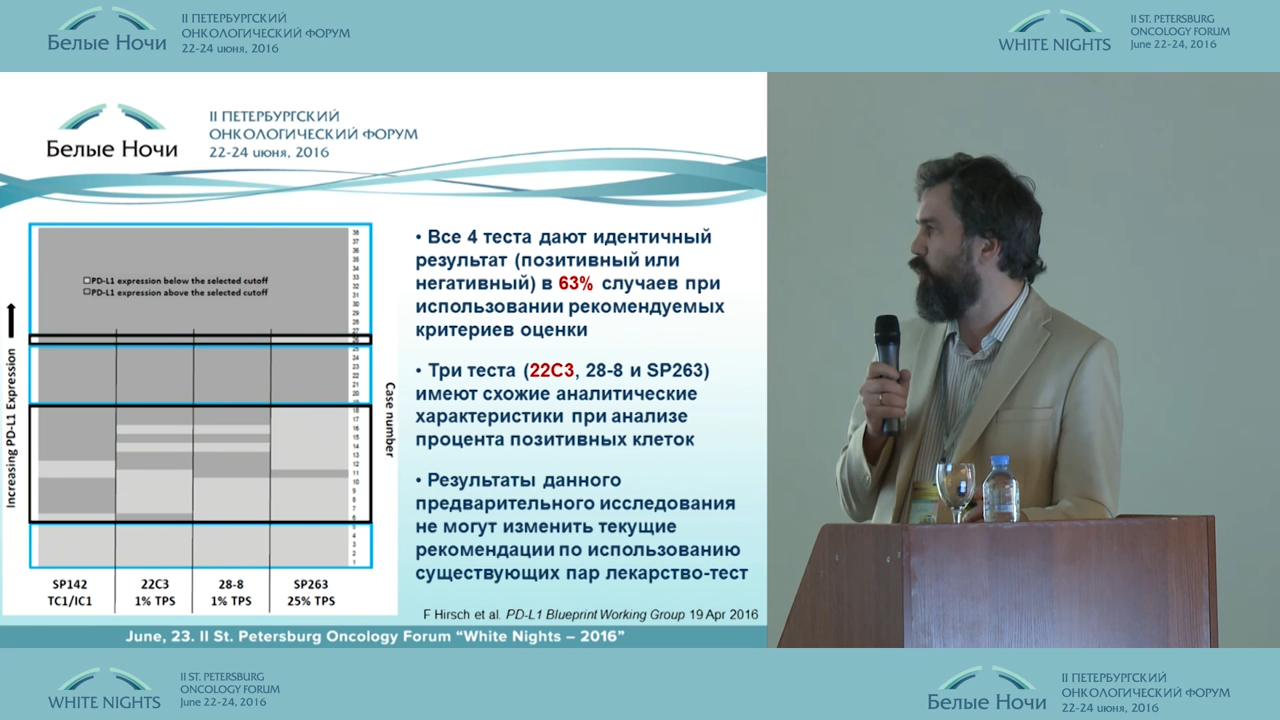 Белые Ночи
II ПЕТЕРБУРГСКИЙ
ОНКОЛОГИЧЕСКИЙ ФОРУМ
22-24 июня, 2016
WHITE NIGHTS
II ST. PETERSBURG
ONCOLOGY FORUM
June 22-24, 2016
Белые Ночи
II ПЕТЕРБУРГСКИЙ
ОНКОЛОГИЧЕСКИЙ ФОРУМ
22-24 июня, 2016
PD-L1 expression below the selected cutoff
PD-L1 expression above the selected cutoff
Increasing PD-L1 Expression
Case number
SP142
TC1/IC1
22C3
1% TPS
28-8
1% TPS
SP263
25% TPS
• Все 4 теста дают идентичный
результат (позитивный или
негативный) в 63% случаев при
использовании рекомендуемых
критериев оценки
• Три теста (22C3, 28-8 и SP263)
имеют схожие аналитические
характеристики при анализе
процента позитивных клеток
• Результаты данного
предварительного исследования
не могут изменить текущие
рекомендации по использованию
существующих пар лекарство-тест
F Hirsch et al. PD-L1 Blueprint Working Group 19 Apr 2016
June, 23. II St. Petersburg Oncology Forum “White Nights – 2016”
WHITE NIGHTS
II ST. PETERSBURG
ONCOLOGY FORUM
June 22-24, 2016
Белые Ночи
II ПЕТЕРБУРГСКИЙ
ОНКОЛОГИЧЕСКИЙ ФОРУМ
22-24 июня, 2016